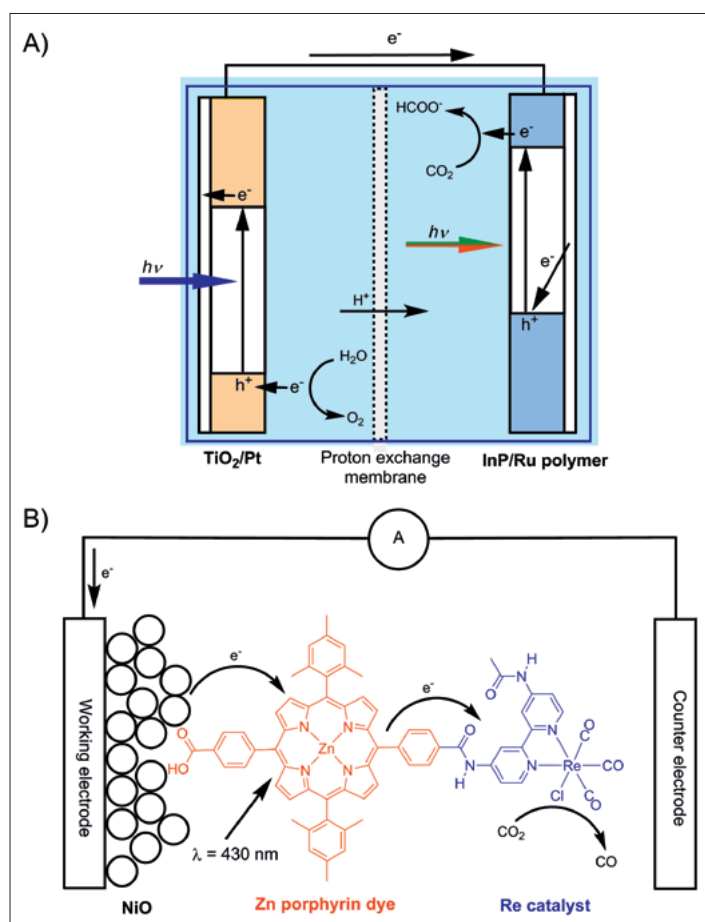 A)
e-
HCOO-
e-
CO2
e-
hν
hν
e-
H+
h+
H2O
h+
e-
O2
TiO2/Pt
Proton exchange
membrane
InP/Ru polymer
B)
A
e-
e-
H
N
O
e-
Working electrode
O
HO
N
N
Zn
N
N
O
N
H
N
N
Re
CO
CO
CO
Cl
Counter electrode
CO2
CO
λ = 430 nm
NiO
Zn porphyrin dye
Re catalyst